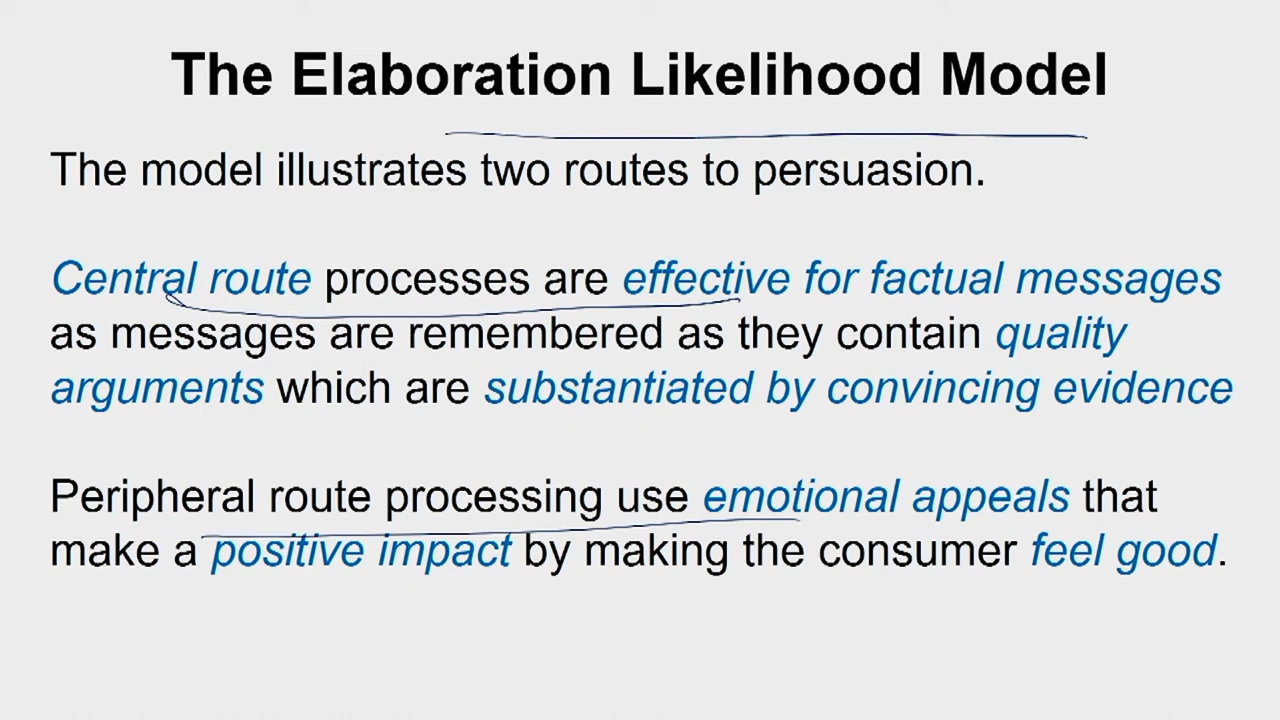 The Elaboration Likelihood Model
The model illustrates two routes to persuasion.
Central route processes are effective for factual messages
as messages are remembered as they contain quality
arguments which are substantiated by convincing evidence
Peripheral route processing use emotional appeals that
make a positive impact by making the consumer feel good.